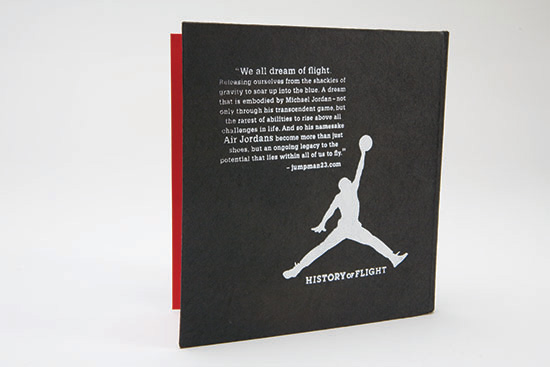 "We all dream of flight.
Releasing ourselves from the shackles of
gravity to soar up into the blue. A dream
that is embodied by Michael Jordan – not
only through his transcendent game, but
the rarest of abilities to rise above all
challenges in life. And so his namesake
Air Jordans become more than just
shoes, but an ongoing legacy to the
potential that lies within all of us to fly."
– jumpman23.com
HISTORY OF FLIGHT